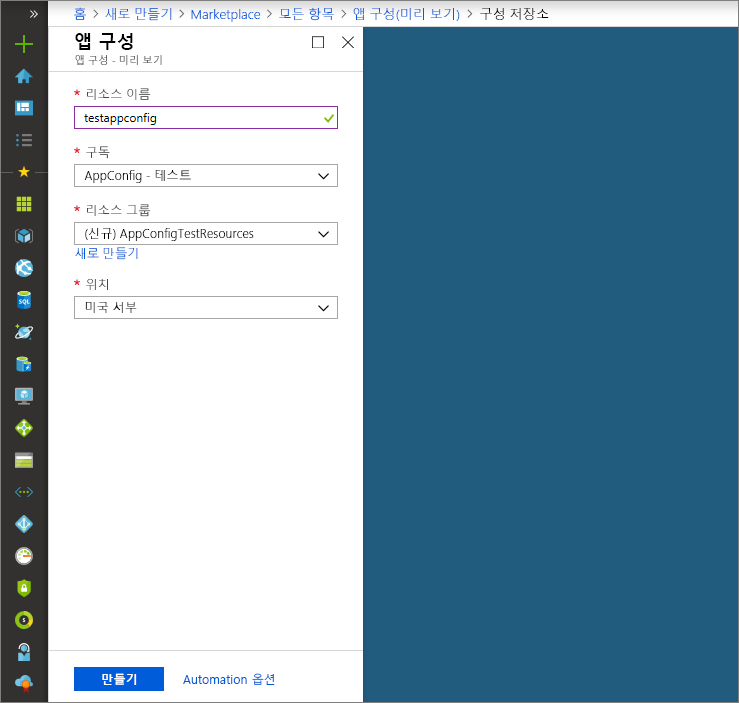 » 홈 > 새로 만들기 > Marketplace > 모든 항목 > 앱 구성(미리 보기) > 구성 저장소
앱 구성
앱 구성 - 미리 보기
* 리소스 이름
testappconfig
* 구독
AppConfig - 테스트
* 리소스 그룹
(신규) AppConfigTestResources
새로 만들기
* 위치
미국 서부
SQL
만들기 Automation 옵션